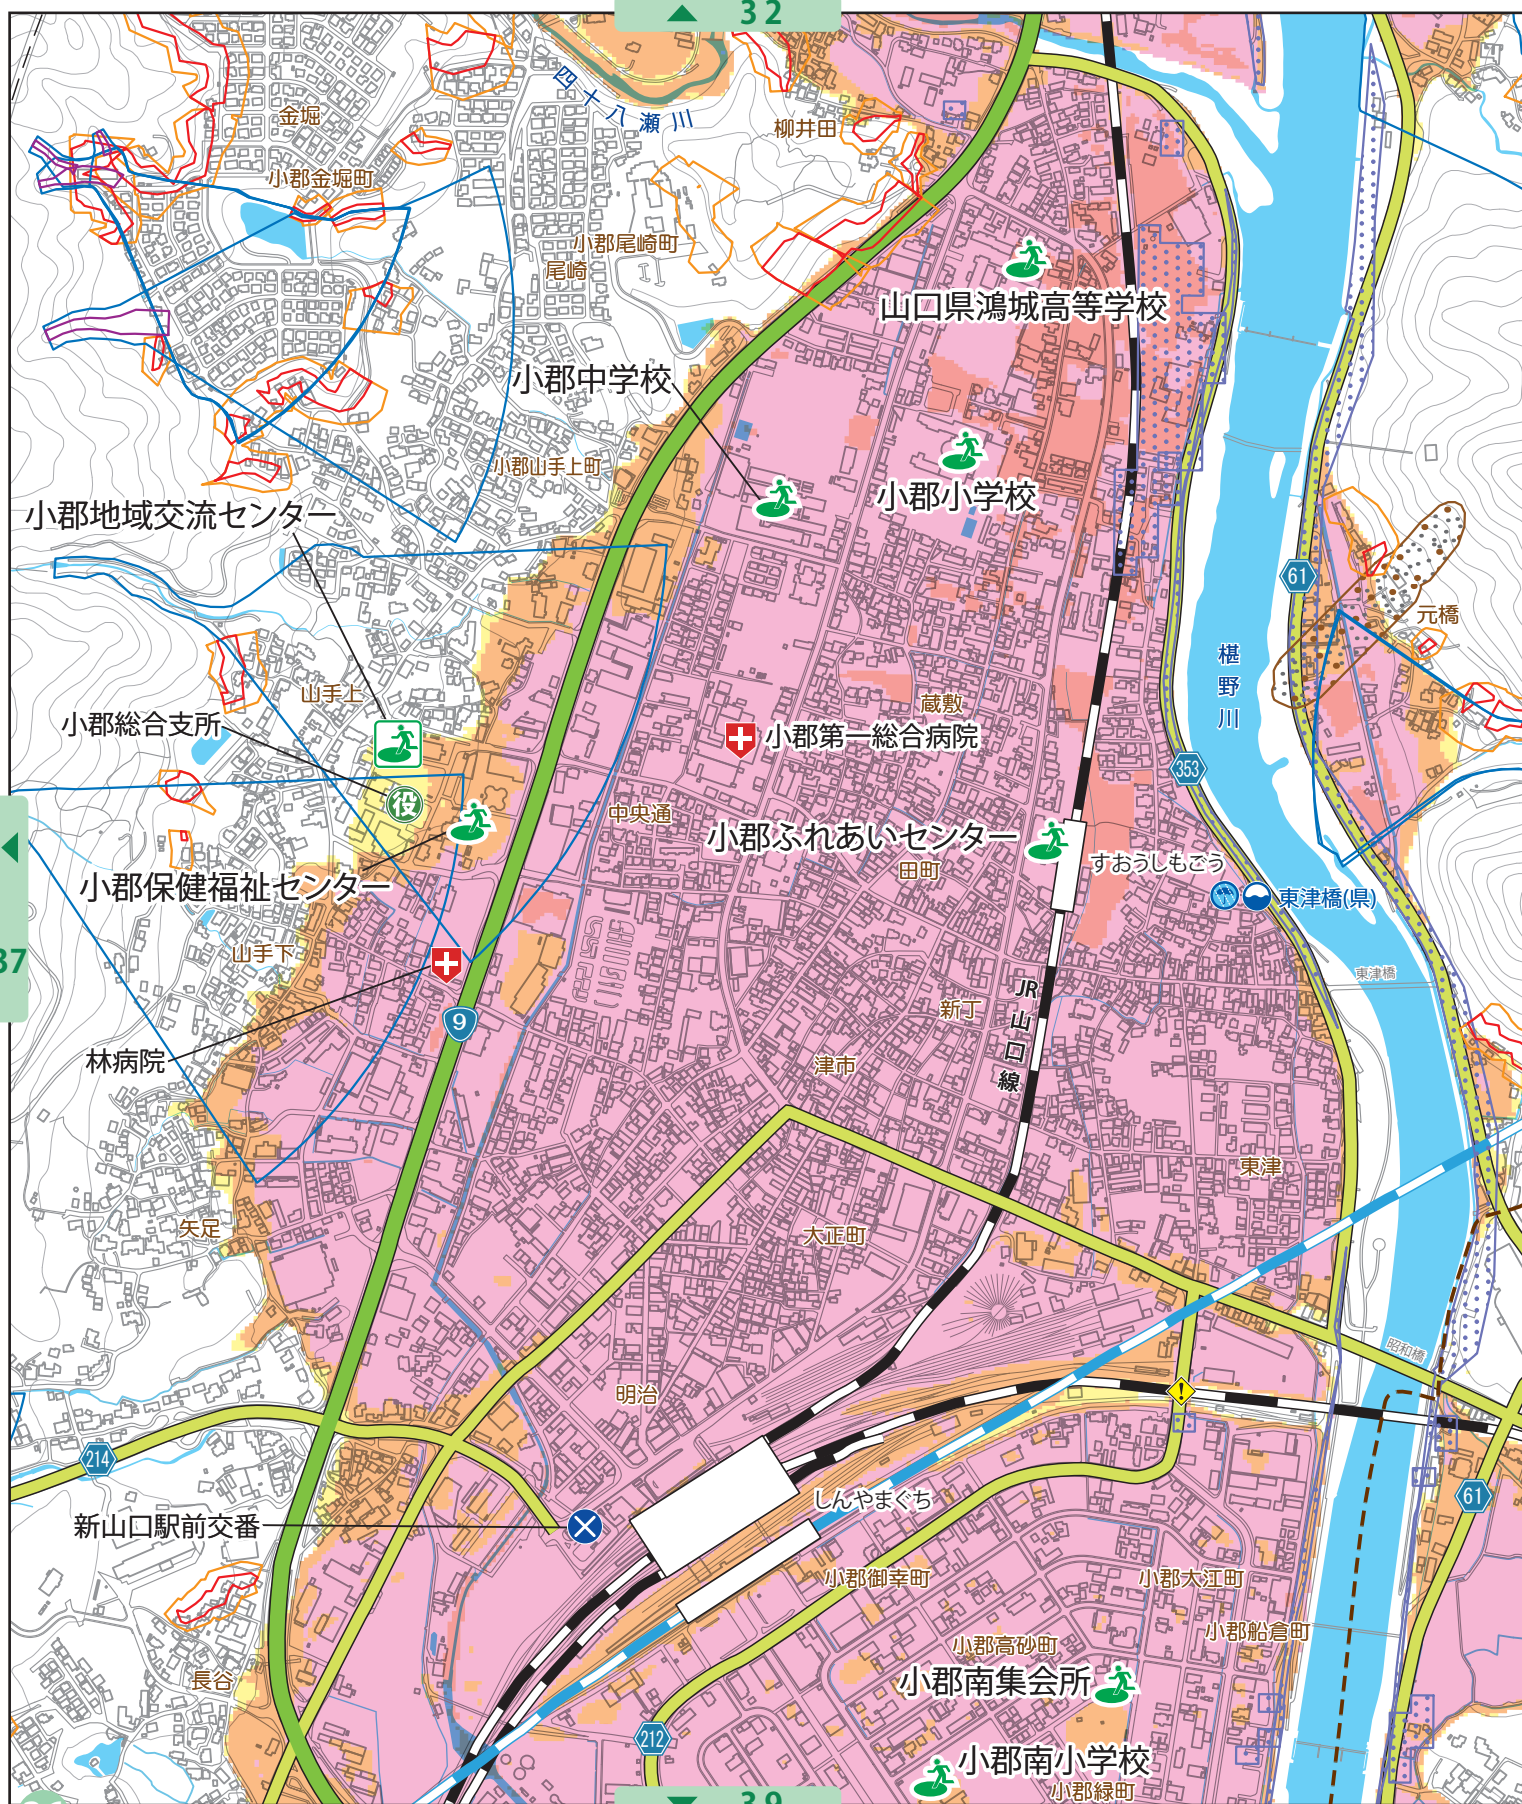 32
四十八瀬川
金堀
柳井田
小郡金堀町
小郡尾崎町
尾崎
山口県鴻城高等学校
小郡中学校
小郡山手上町
小郡小学校
小郡地域交流センター
61
元橋
椹野川
山手上
蔵敷
小郡総合支所
小郡第一総合病院
353
役
中央通
小郡ふれあいセンター
すおうしもごう
田町
小郡保健福祉センター
東津橋(県)
37
山手下
東津橋
JR山口線
新丁
9
林病院
津市
東津
矢足
大正町
昭和橋
明治
214
61
しんやまぐち
新山口駅前交番
小郡御幸町
小郡大江町
小郡船倉町
小郡高砂町
長谷
小郡南集会所
212
小郡南小学校
小郡緑町
39